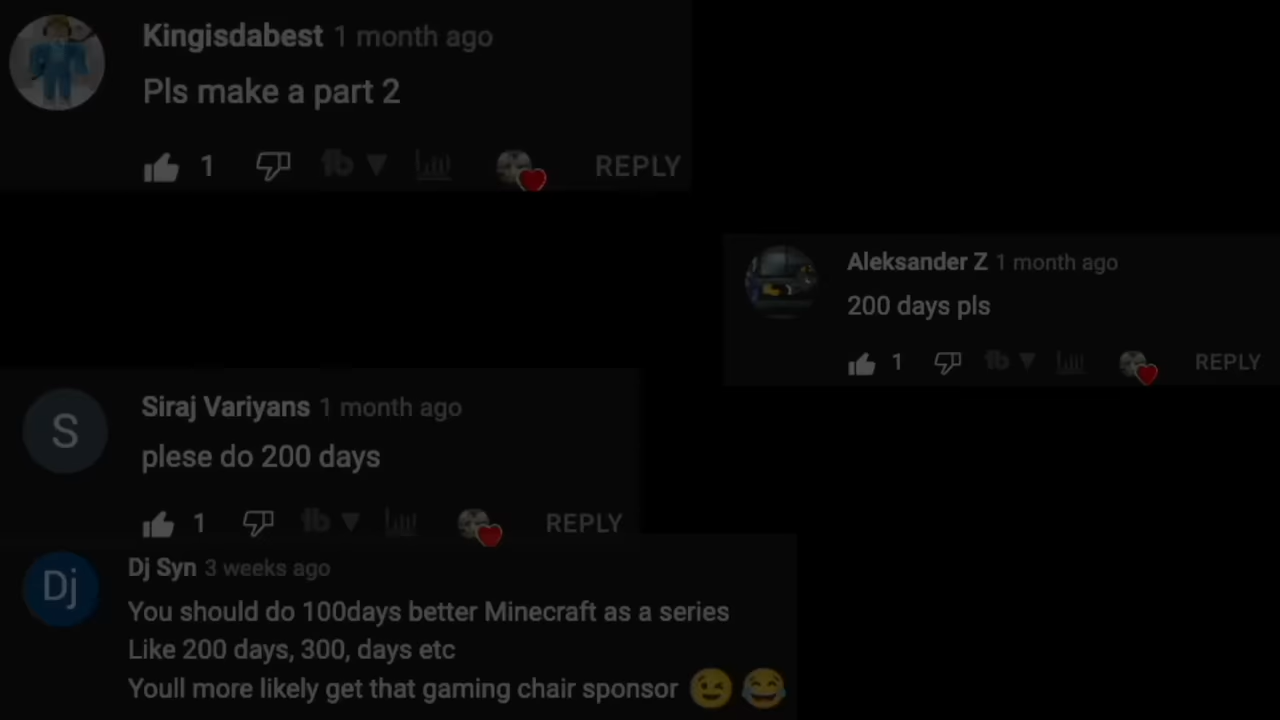 Kingisdabest 1 month ago
Pls make a part 2
1 tb REPLY
Aleksander Z 1 month ago
200 days pls
1 tb REPLY
S
Siraj Variyans 1 month ago
plese do 200 days
1 tb REPLY
Dj
Dj Syn 3 weeks ago
You should do 100days better Minecraft as a series
Like 200 days, 300, days etc
Youll more likely get that gaming chair sponsor 😉 😂